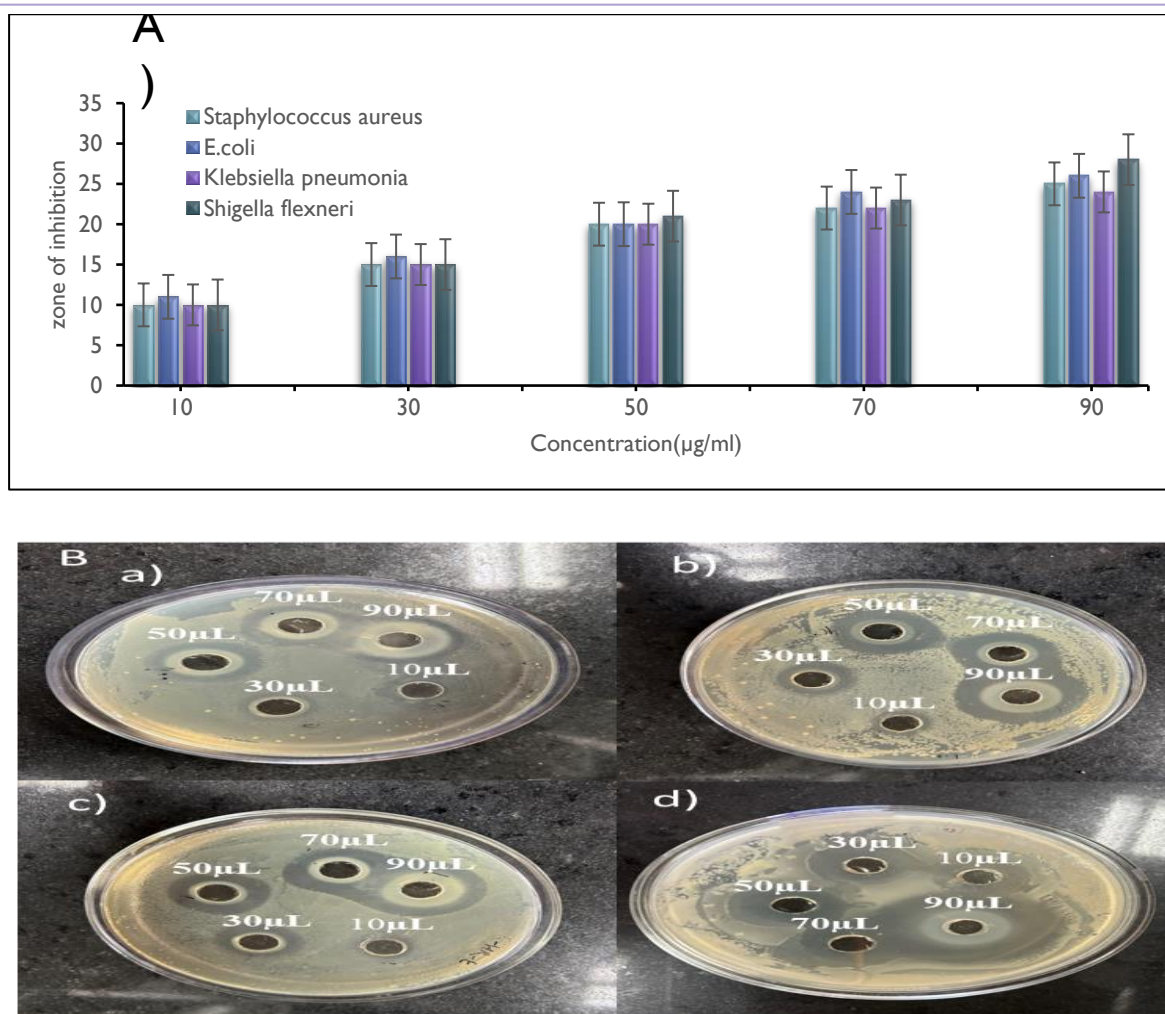 A
)
35
30
25
20
15
10
5
0
zone of inhibition
Staphylococcus aureus
E.coli
Klebsiella pneumonia
Shigella flexneri
10 30 50 70 90
Concentration(µg/ml)
B
a)
70µL
90µL
50µL
10µL
30µL
b)
50µL
70µL
30µL
90µL
10µL
c)
70µL
50µL
90µL
30µL
10µL
d)
30µL
10µL
50µL
90µL
70µL